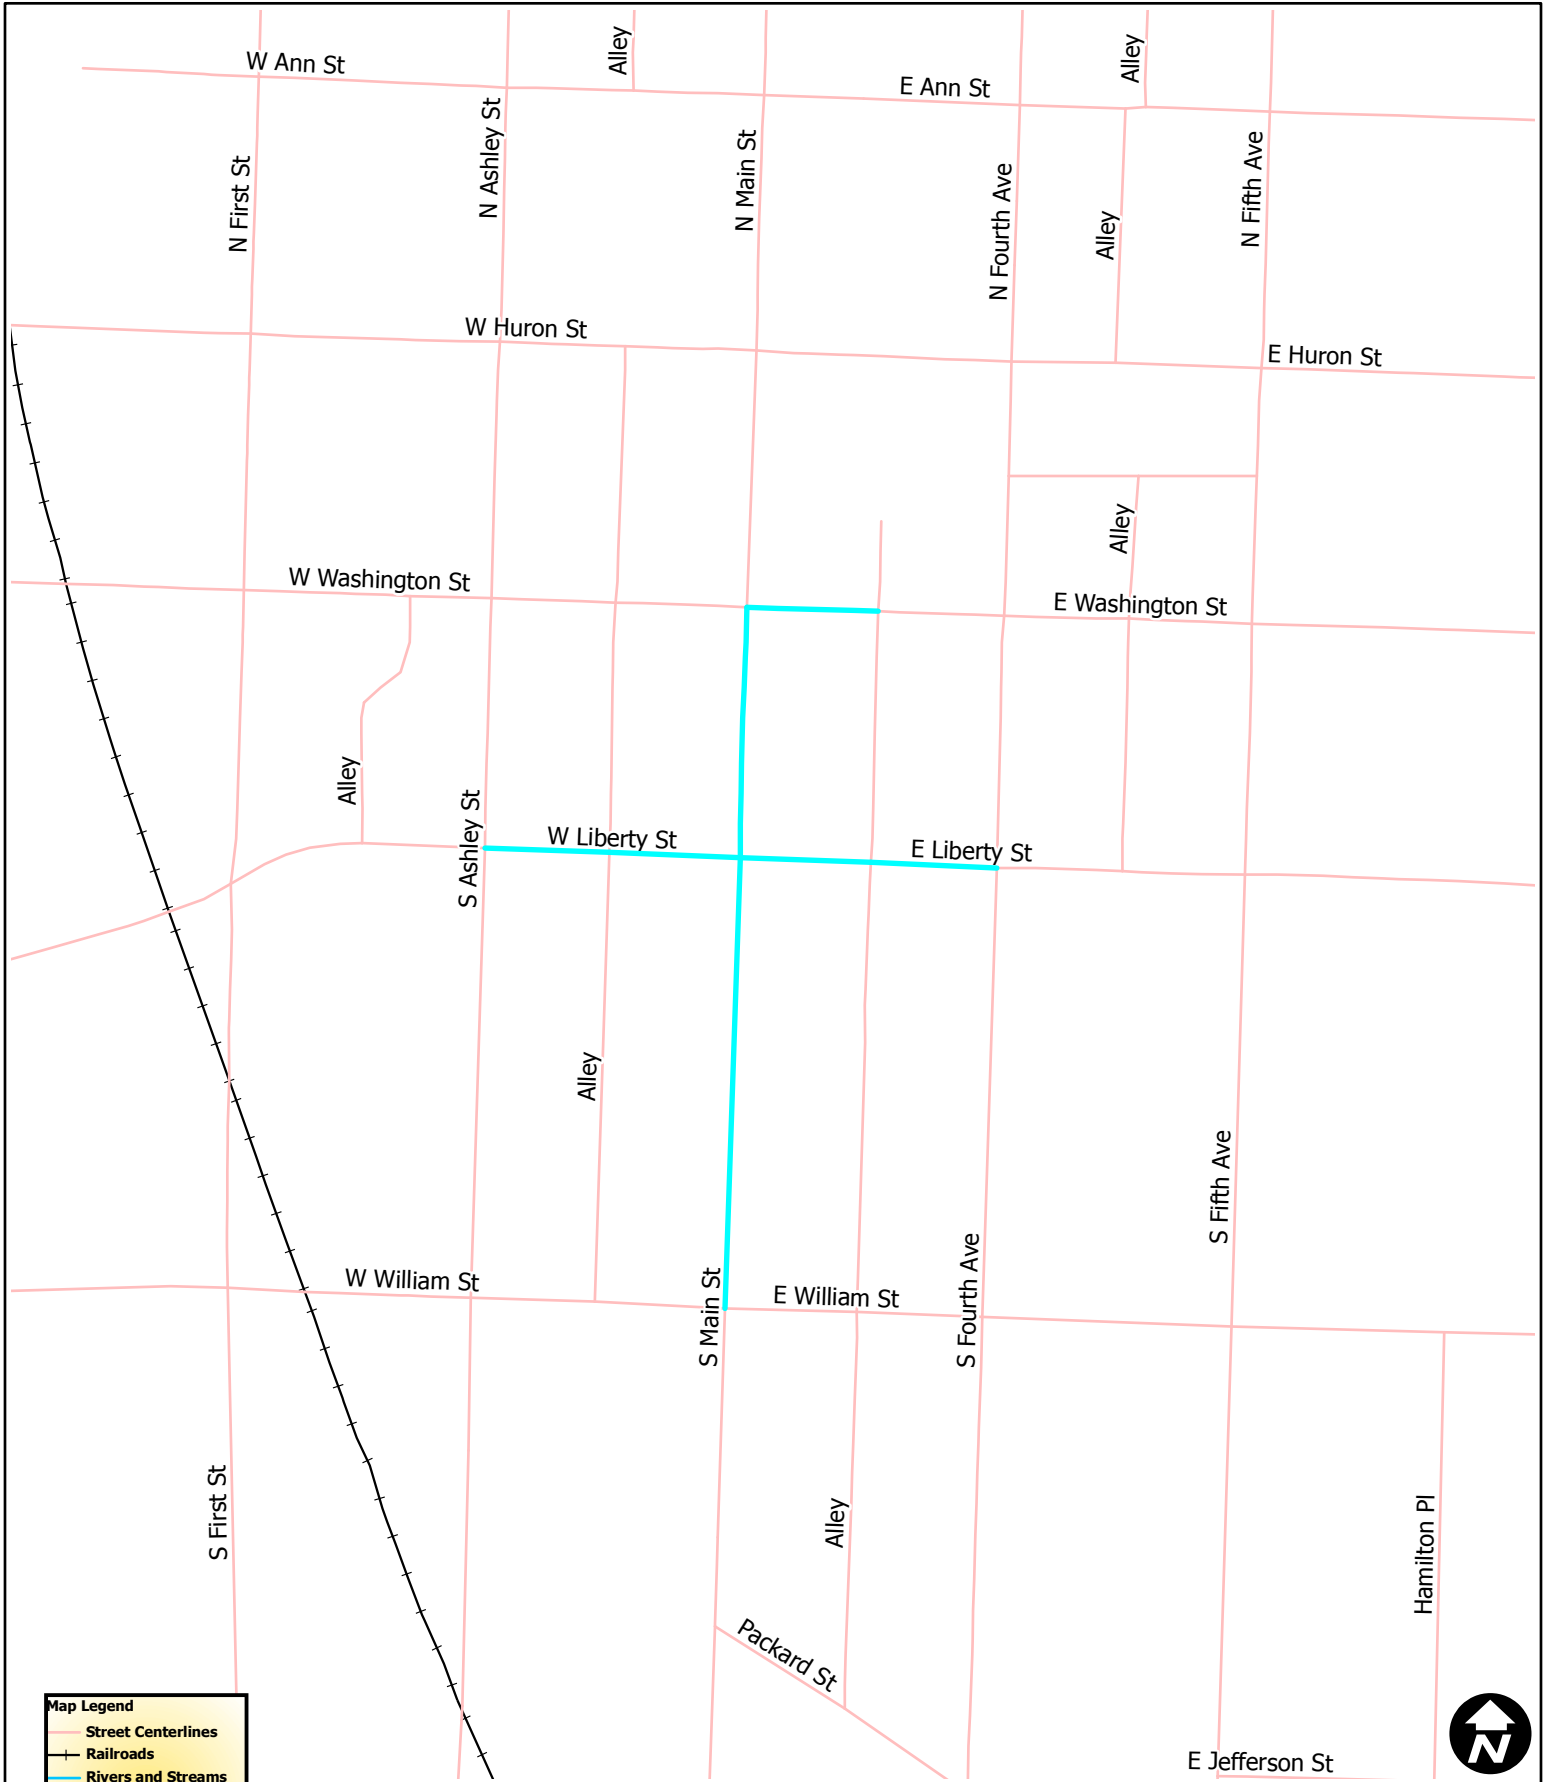 Alley
Alley
W Ann St
E Ann St
N Ashley St
N Main St
N First St
N Fourth Ave
N Fifth Ave
Alley
W Huron St
E Huron St
Alley
W Washington St
E Washington St
Alley
S Ashley St
W Liberty St
E Liberty St
Alley
S Fifth Ave
W William St
E William St
S Main St
S Fourth Ave
S First St
Alley
Hamilton Pl
Packard St
Map Legend
Street Centerlines
Railroads
Rivers and Streams
E Jefferson St
N